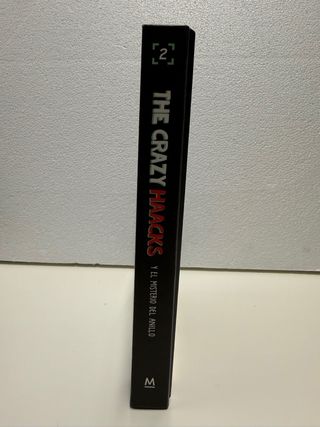 2
THE CRAZY HAACKS
Y EL MISTERIO DEL ANILLO
M